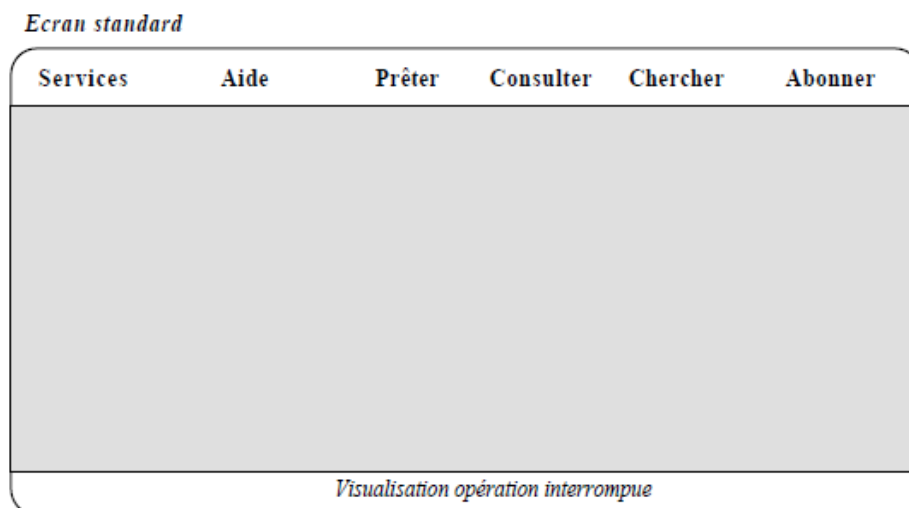 Ecran standard
Services Aide Prêter Consulter Chercher Abonner
Visualisation opération interrompue